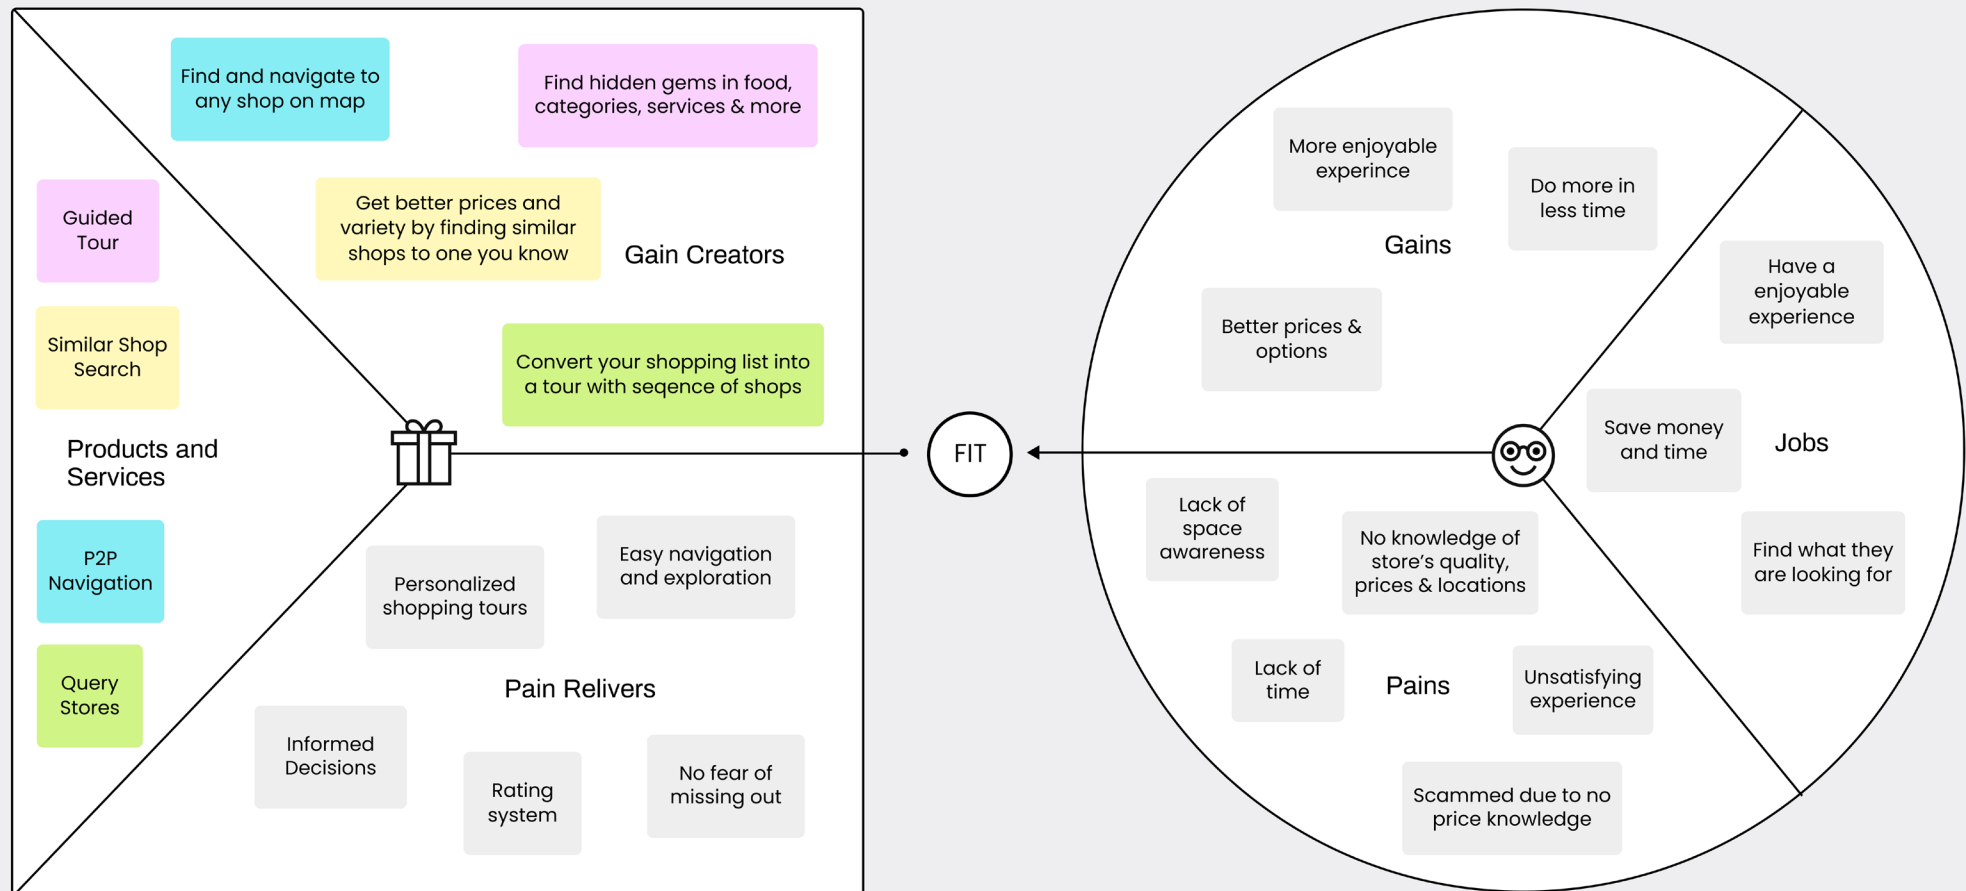 Find and navigate to
any shop on map
Find hidden gems in food,
categories, services & more
Guided
Tour
Get better prices and
variety by finding similar
shops to one you know
Gain Creators
Similar Shop
Search
Convert your shopping list into
a tour with seqence of shops
Products and
Services
P2P
Navigation
Query
Stores
Personalized
shopping tours
Easy navigation
and exploration
Pain Relivers
Informed
Decisions
Rating
system
No fear of
missing out
FIT
More enjoyable
experince
Do more in
less time
Gains
Better prices &
options
Have a
enjoyable
experience
Save money
and time
Jobs
Find what they
are looking for
Lack of
space
awareness
No knowledge of
store’s quality,
prices & locations
Lack of
time
Pains
Unsatisfying
experience
Scammed due to no
price knowledge